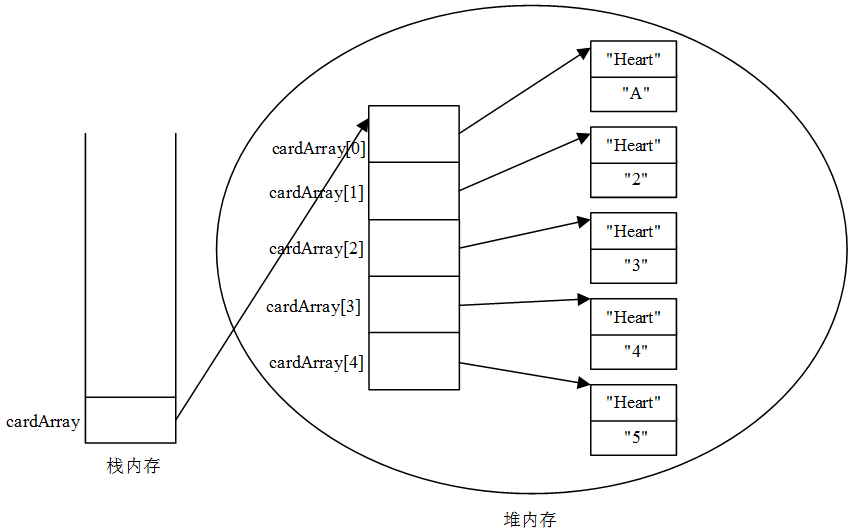 cardArray
栈内存
cardArray[0]
cardArray[1]
cardArray[2]
cardArray[3]
cardArray[4]
"Heart"
"A"
"Heart"
"2"
"Heart"
"3"
"Heart"
"4"
"Heart"
"5"
堆内存